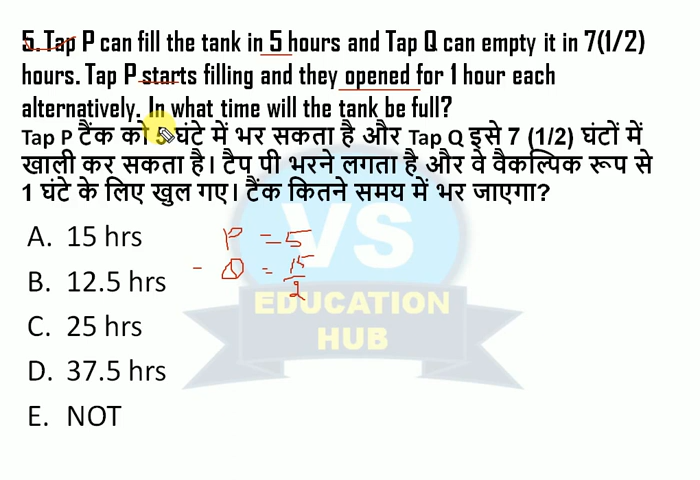 5. Tap P can fill the tank in 5 hours and Tap Q can empty it in 7(1/2)
hours. Tap P starts filling and they opened for 1 hour each
alternatively. In what time will the tank be full?
Tap P टैंक को 5 घंटे में भर सकता है और Tap Q इसे 7 (1/2) घंटों में
खाली कर सकता है। टैप पी भरने लगता है और वे वैकल्पिक रूप से
1 घंटे के लिए खुल गए। टैंक कितने समय में भर जाएगा?
A. 15 hrs
B. 12.5 hrs
C. 25 hrs
D. 37.5 hrs
E. NOT
P = 5
- Q = 15/2
VS
EDUCATION
HUB